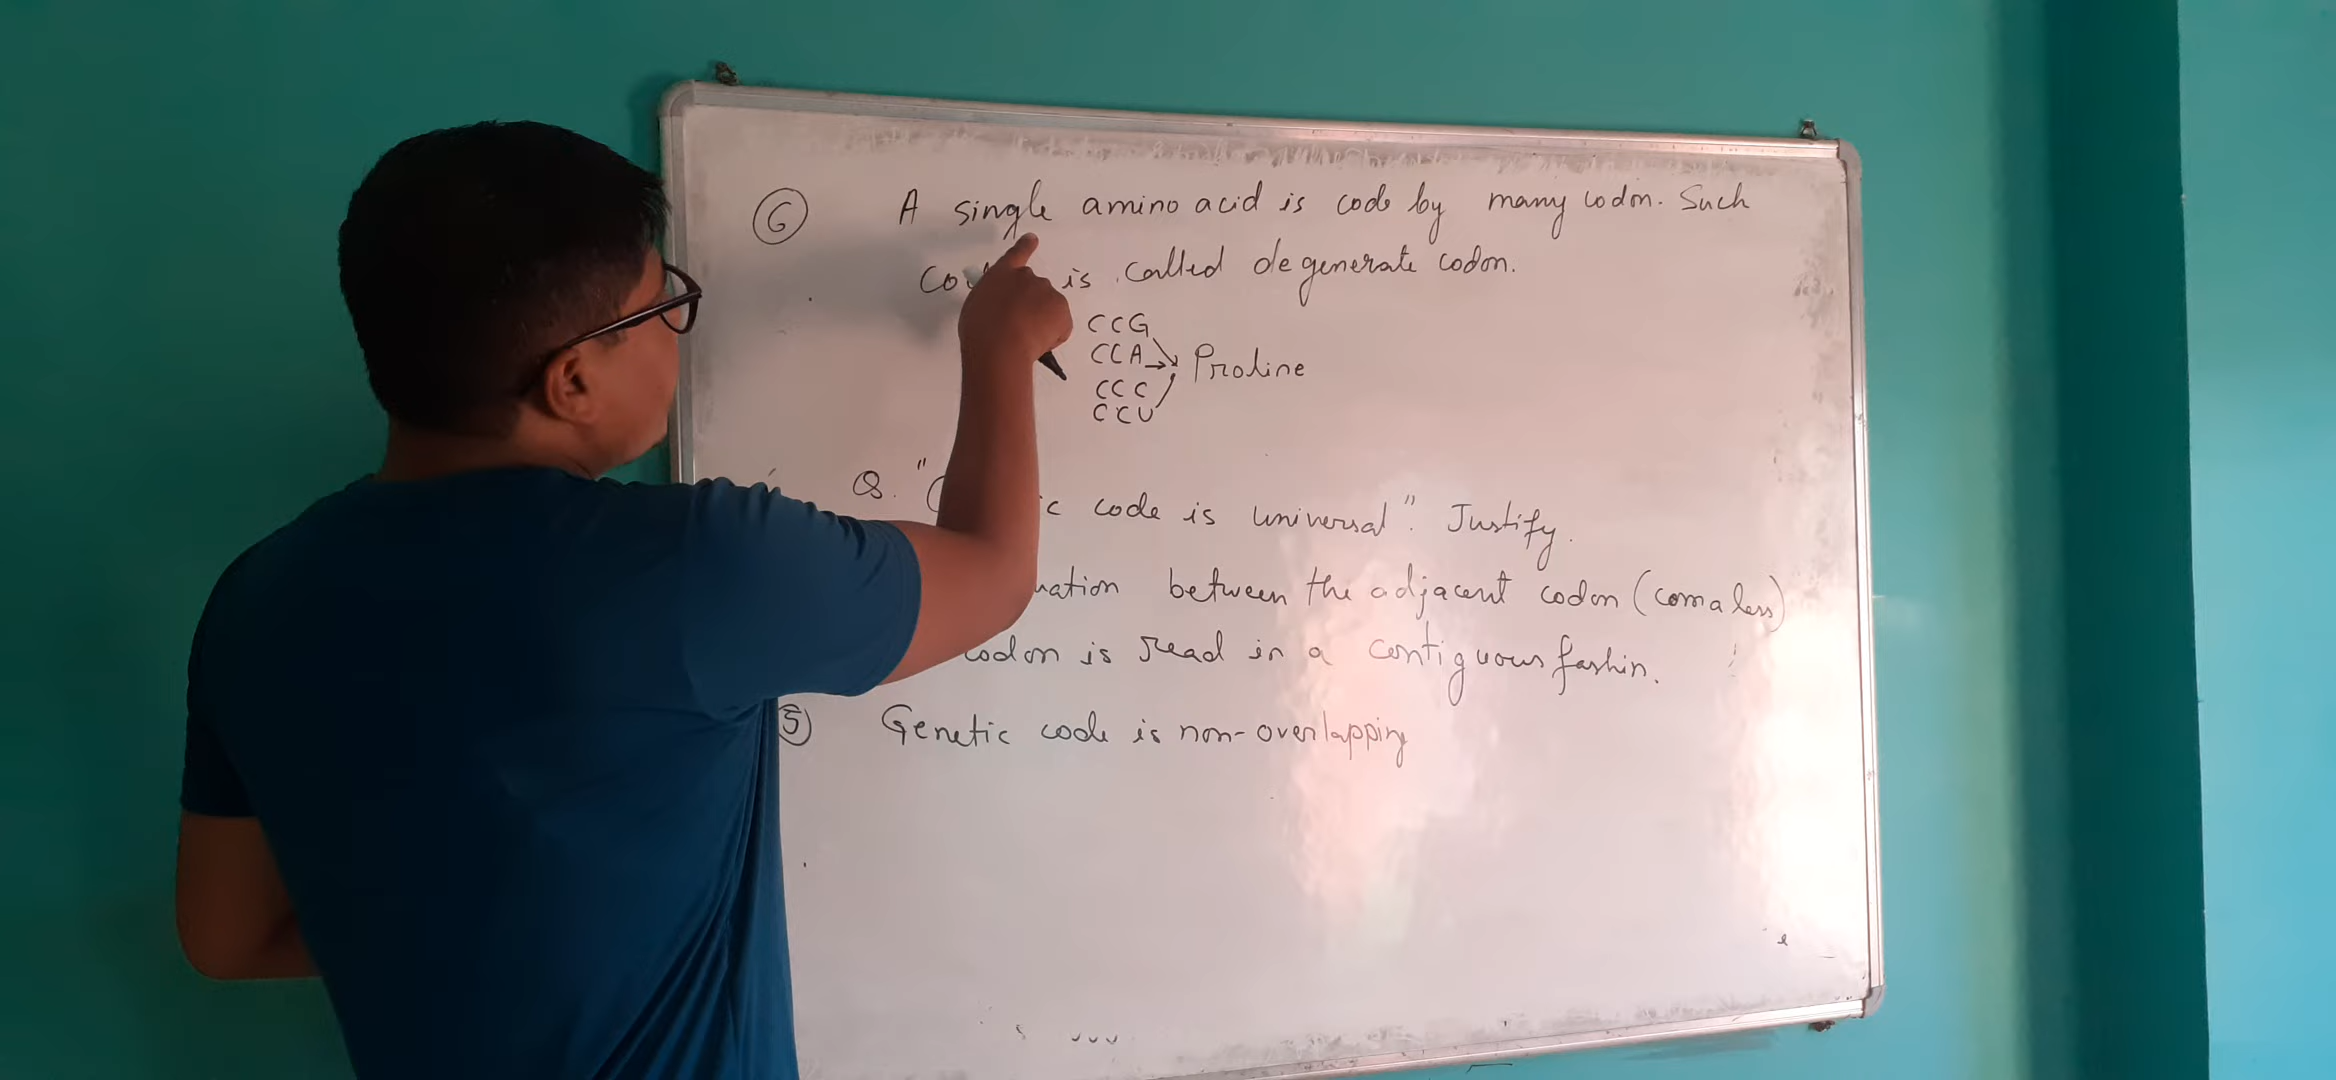 6 A single amino acid is code by many codon. Such
is called degenerate codon.
CCG
CCA → Proline
CCC
CCU
Q. " code is universal". Justify.
between the adjacent codon (comaless)
codon is read in a contiguous fashin.
5 Genetic code is non-overlapping